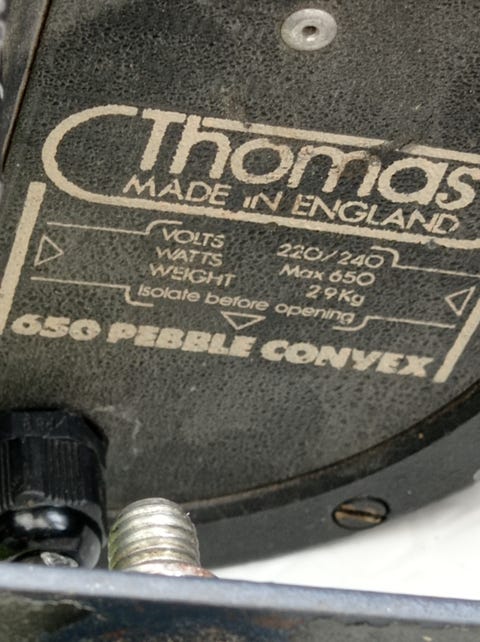 Thomas
MADE IN ENGLAND
VOLTS 220/240
WATTS Max 650
WEIGHT 2.9Kg
Isolate before opening
650 PEBBLE CONVEX